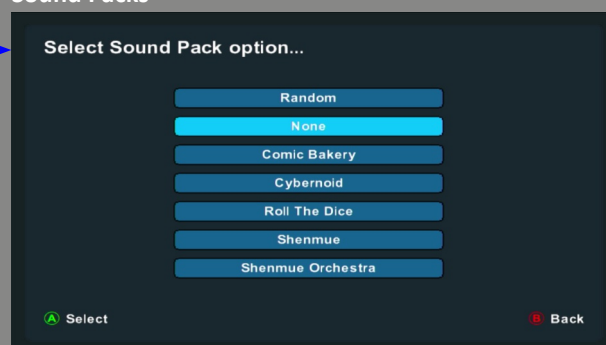 Sound Packs
Select Sound Pack option...
Random
None
Comic Bakery
Cybernoid
Roll The Dice
Shenmue
Shenmue Orchestra
A Select
B Back